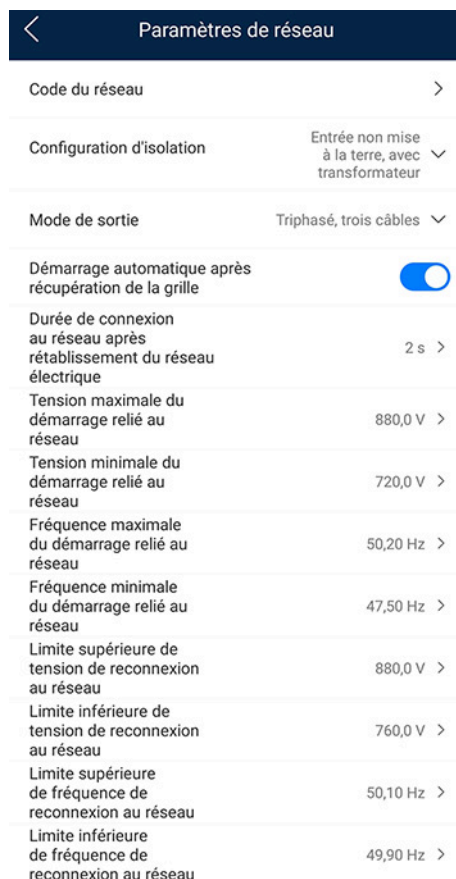 Paramètres de réseau
Code du réseau
Configuration d'isolation
Entrée non mise
à la terre, avec
transformateur
Mode de sortie
Triphasé, trois câbles
Démarrage automatique après
récupération de la grille
Durée de connexion
au réseau après
rétablissement du réseau
électrique
2 s
Tension maximale du
démarrage relié au
réseau
880,0 V
Tension minimale du
démarrage relié au
réseau
720,0 V
Fréquence maximale
du démarrage relié au
réseau
50,20 Hz
Fréquence minimale
du démarrage relié au
réseau
47,50 Hz
Limite supérieure de
tension de reconnexion
au réseau
880,0 V
Limite inférieure de
tension de reconnexion
au réseau
760,0 V
Limite supérieure
de fréquence de
reconnexion au réseau
50,10 Hz
Limite inférieure
de fréquence de
reconnexion au réseau
49,90 Hz